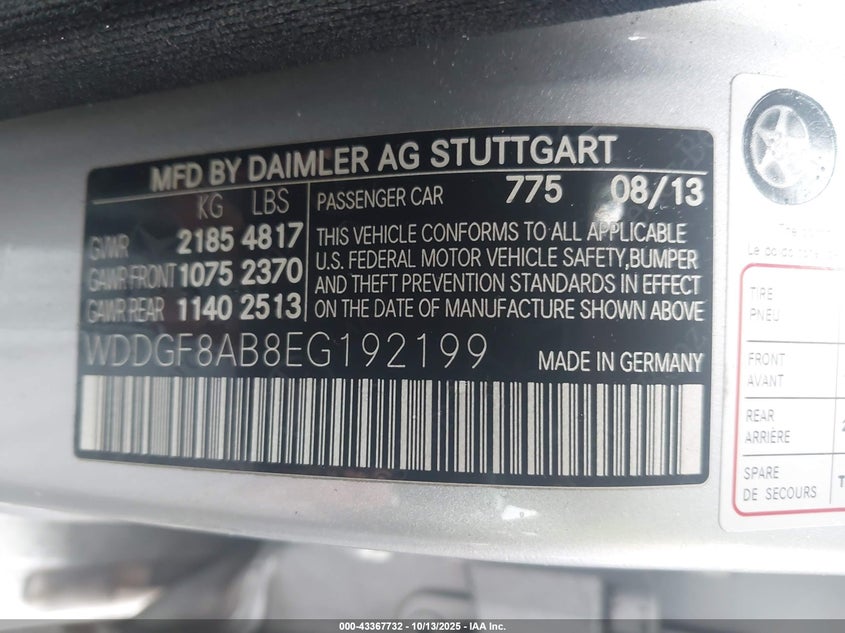 MFD BY DAIMLER AG STUTTGART
KG LBS
GVWR 2185 4817
GAWR FRONT 1075 2370
GAWR REAR 1140 2513
PASSENGER CAR 775 08/13
THIS VEHICLE CONFORMS TO ALL APPLICABLE
U.S. FEDERAL MOTOR VEHICLE SAFETY,BUMPER
AND THEFT PREVENTION STANDARDS IN EFFECT
ON THE DATE OF MANUFACTURE SHOWN ABOVE
WDDGF8AB8EG192199 MADE IN GERMANY
TIRE
PNEU
FRONT
AVANT
REAR
ARRIÈRE
SPARE
DE SECOURS
000-43367732 - 10/13/2025 - IAA Inc.